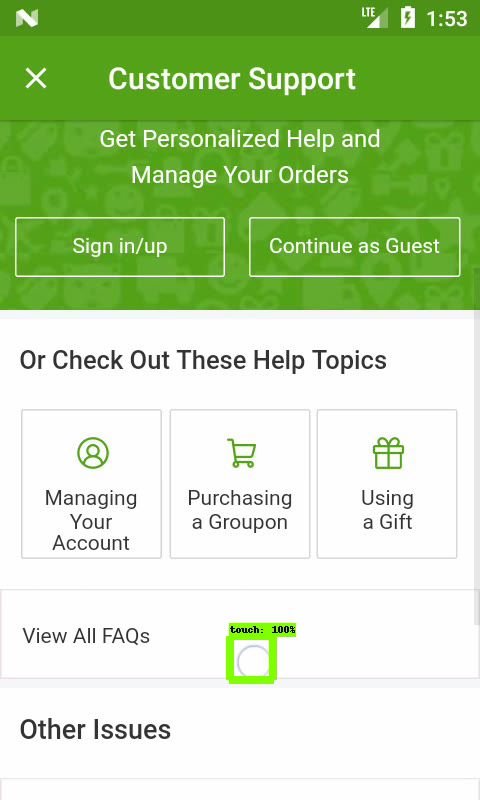 LTE 1:53
Customer Support
Get Personalized Help and
Manage Your Orders
Sign in/up
Continue as Guest
Or Check Out These Help Topics
Managing
Your
Account
Purchasing
a Groupon
Using
a Gift
View All FAQs
touch: 100%
Other Issues